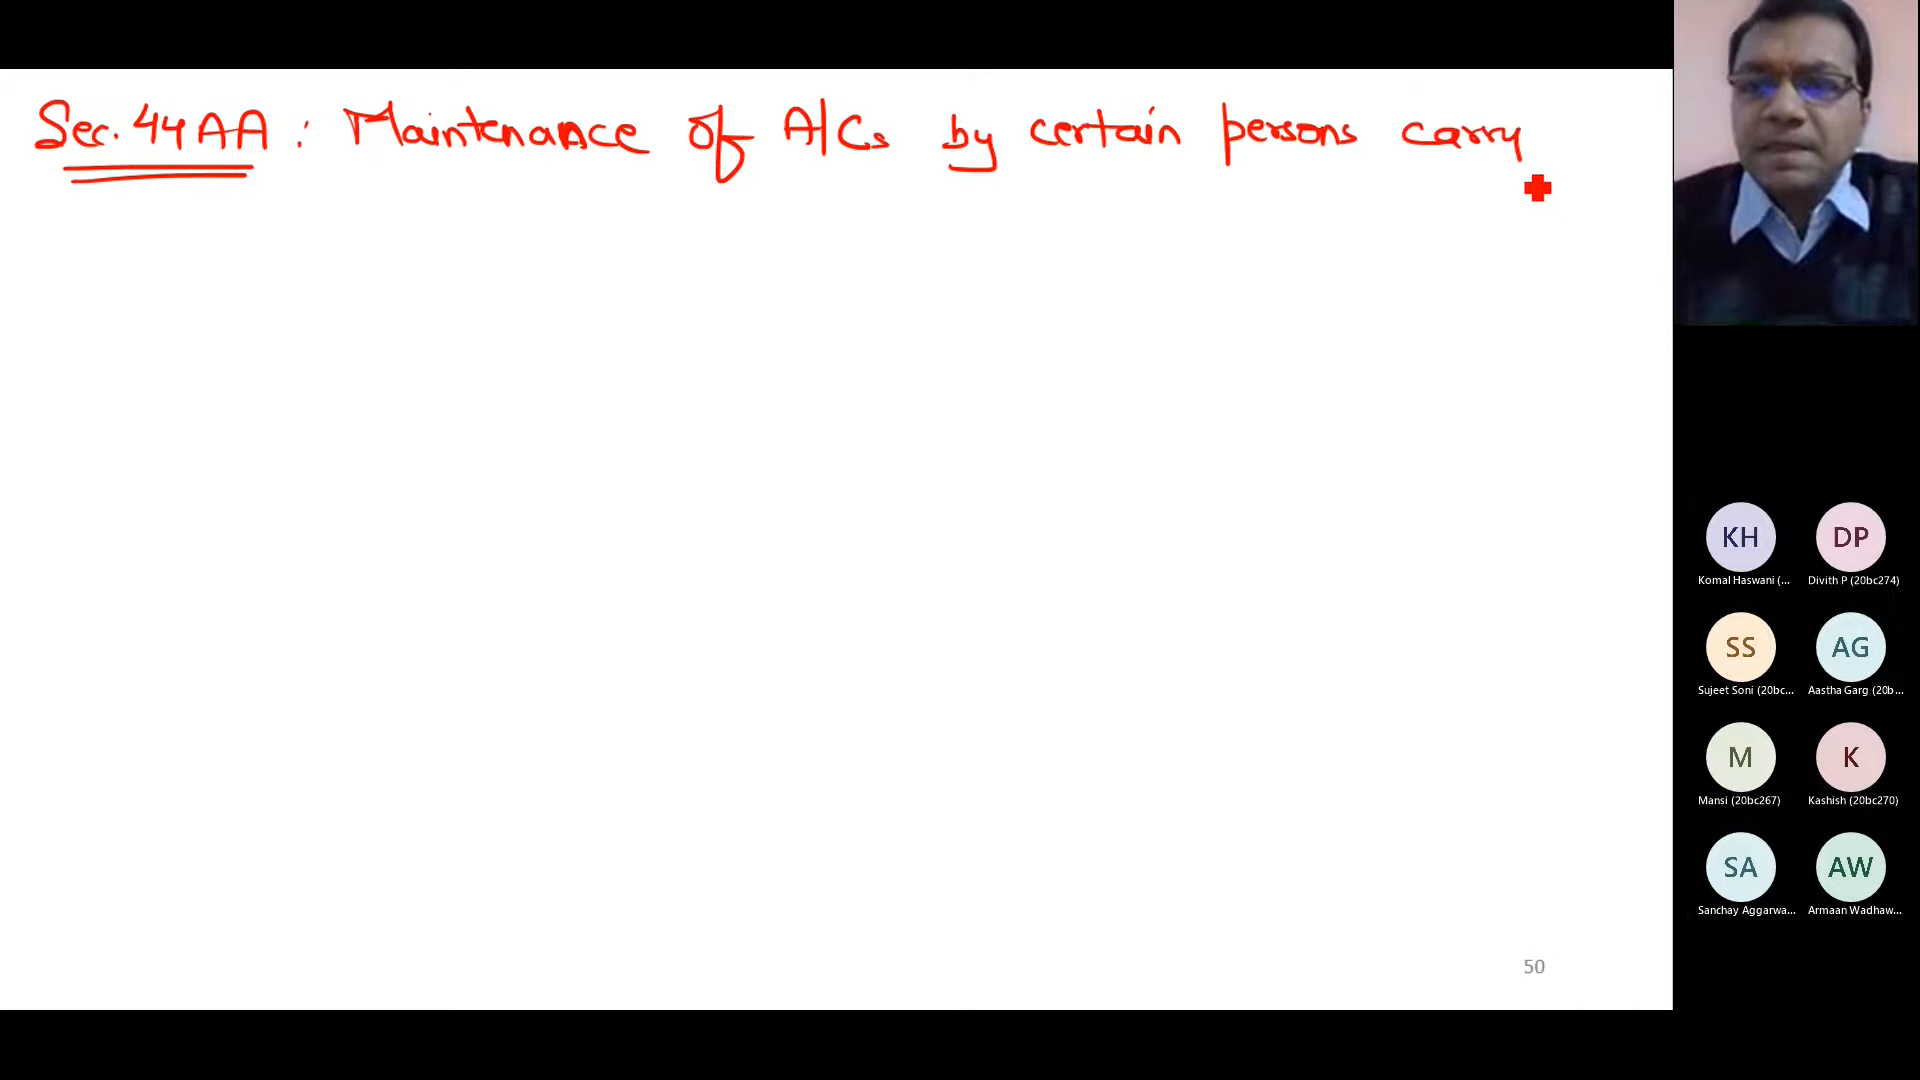 Sec. 44AA : Maintenance of A/Cs by certain persons carry
KH
DP
Komal Haswani (...
Divith P (20bc274)
SS
AG
Sujeet Soni (20bc...
Aastha Garg (20b...
M
K
Mansi (20bc267)
Kashish (20bc270)
SA
AW
Sanchay Aggarwa...
Armaan Wadhaw...
50